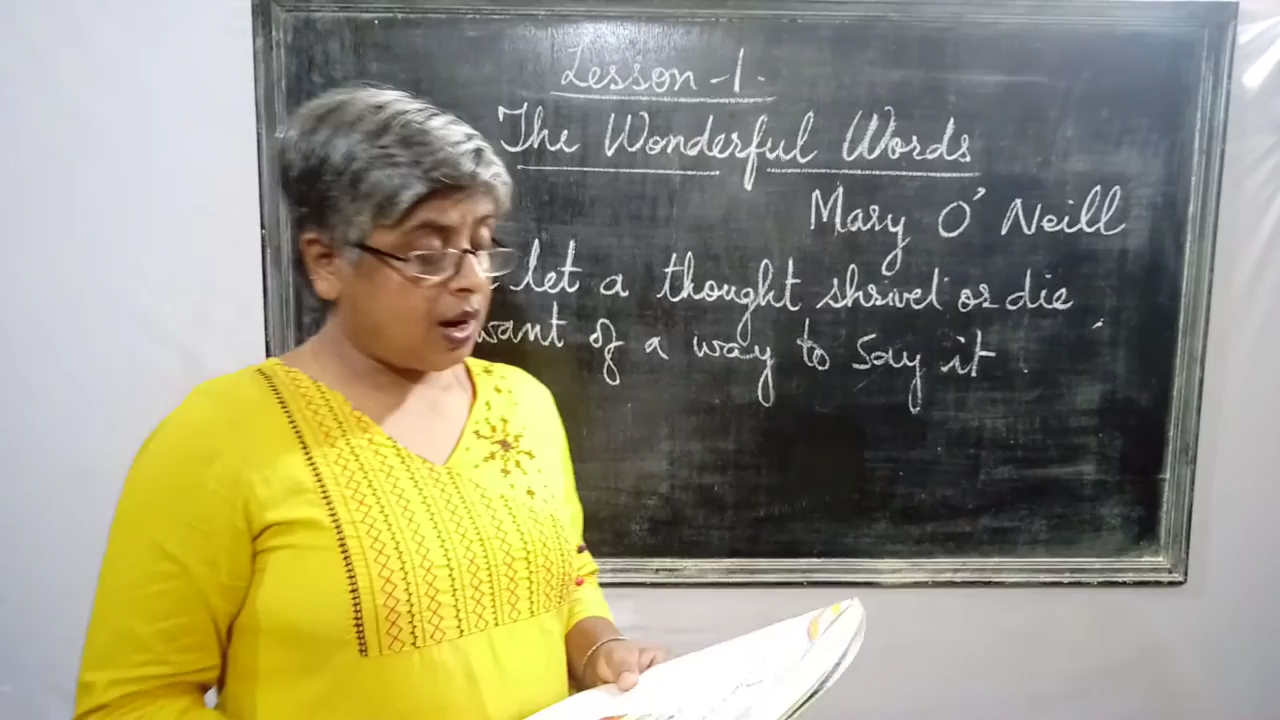 Lesson - 1.
The Wonderful Words
Mary O' Neill
let a thought shrivel or die
want of a way to say it